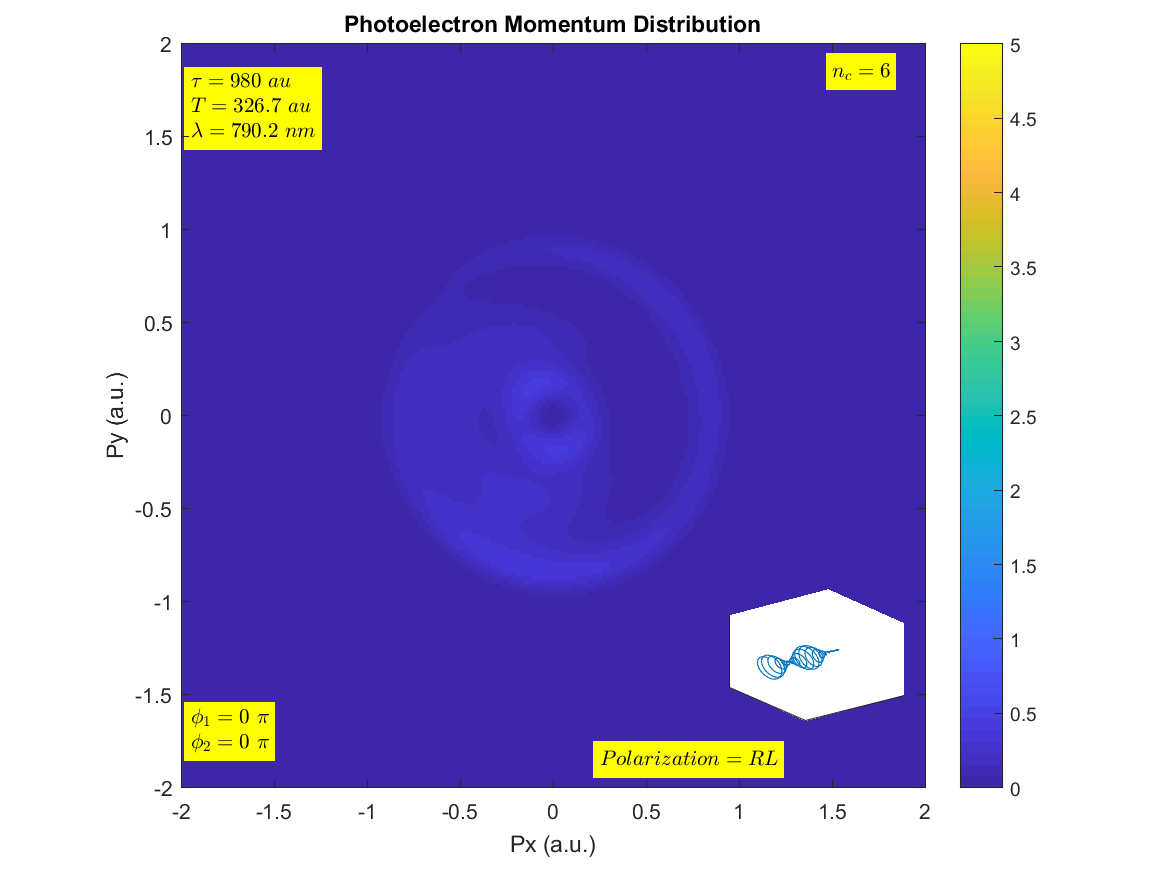 Photoelectron Momentum Distribution
τ = 980 au
T = 326.7 au
λ = 790.2 nm
n_c = 6
2
1.5
1
0.5
0
-0.5
-1
-1.5
-2
Py (a.u.)
ϕ₁ = 0 π
ϕ₂ = 0 π
Polarization = RL
-2 -1.5 -1 -0.5 0 0.5 1 1.5 2
Px (a.u.)
5
4.5
4
3.5
3
2.5
2
1.5
1
0.5
0